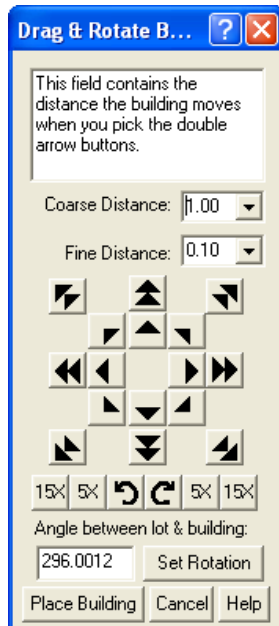 Drag & Rotate B...
This field contains the
distance the building moves
when you pick the double
arrow buttons.
Coarse Distance: 1.00
Fine Distance: 0.10
15X 5X 5X 15X
Angle between lot & building:
296.0012 Set Rotation
Place Building Cancel Help